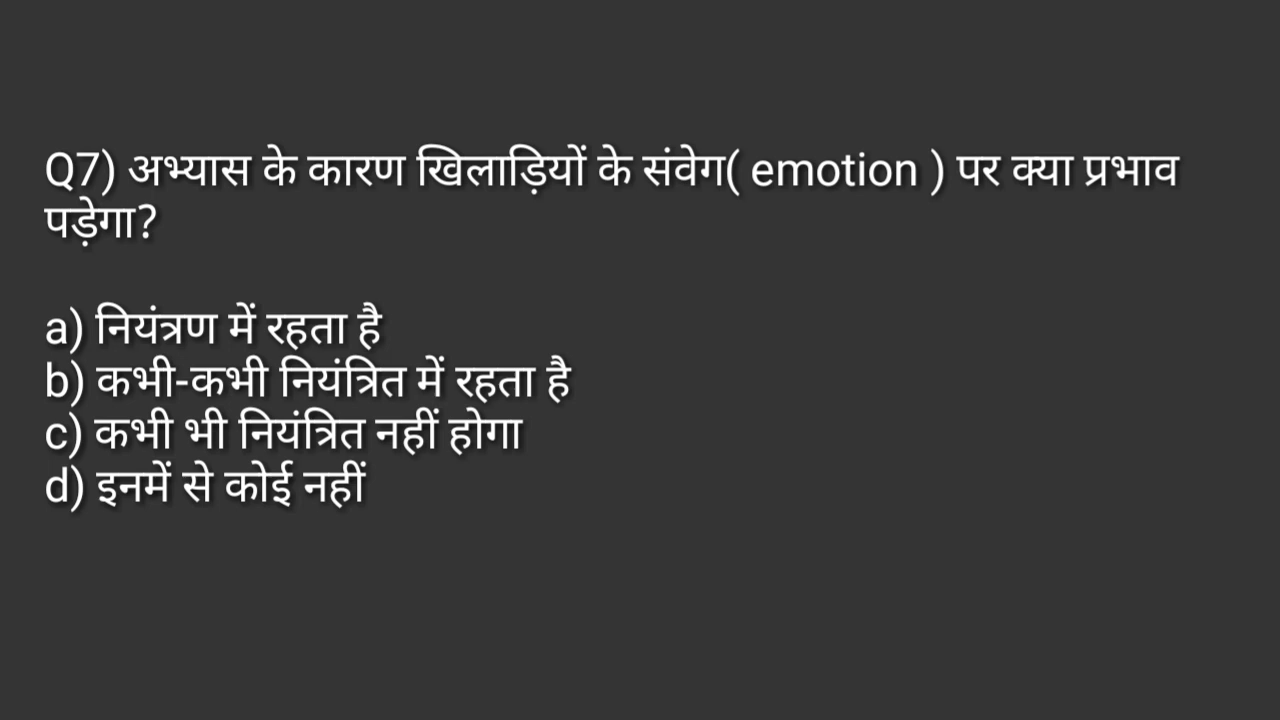 Q7) अभ्यास के कारण खिलाड़ियों के संवेग( emotion ) पर क्या प्रभाव
पड़ेगा?
a) नियंत्रण में रहता है
b) कभी-कभी नियंत्रित में रहता है
c) कभी भी नियंत्रित नहीं होगा
d) इनमें से कोई नहीं